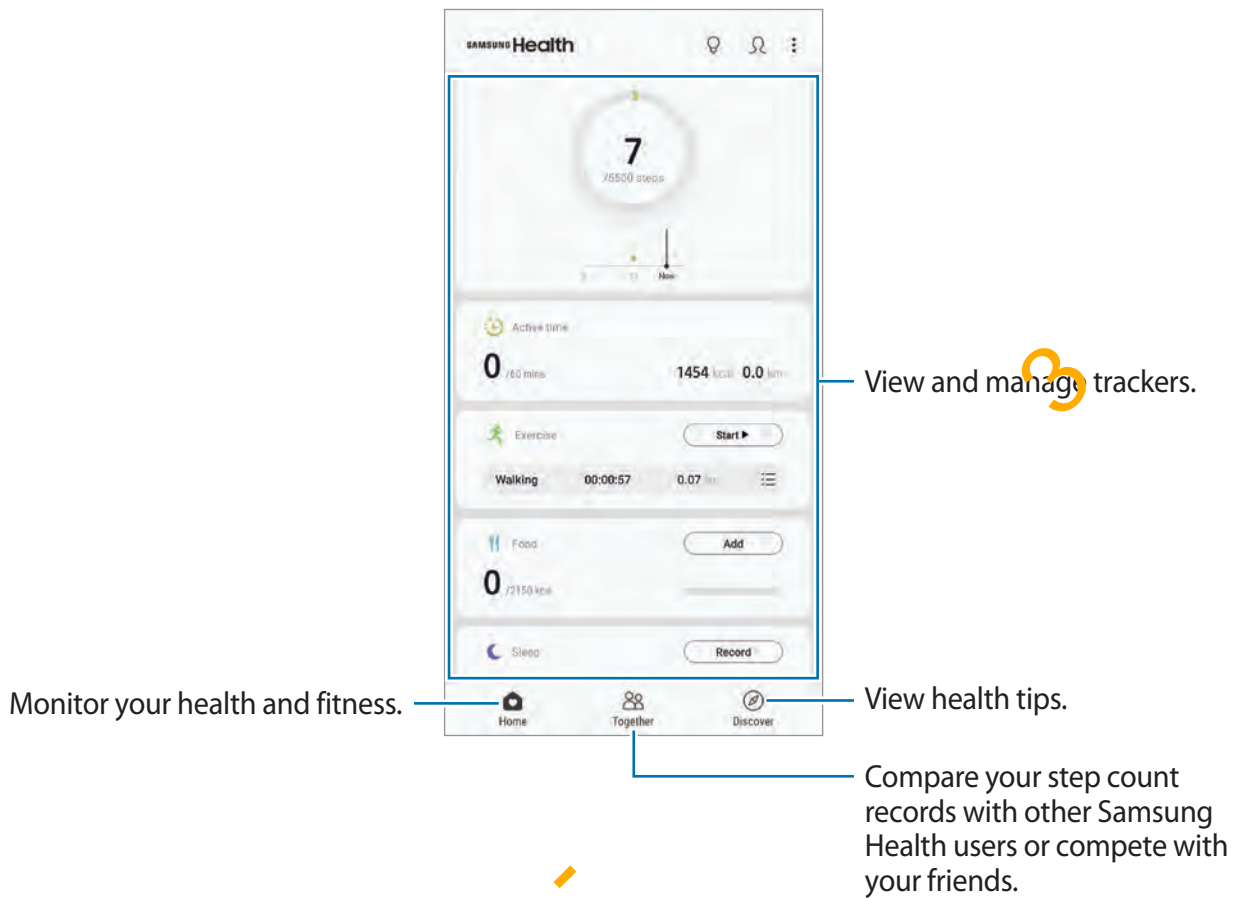 SAMSUNG Health
7
/5500 steps
Now
Active time
0 /60 mins
1454 kcal 0.0 km
View and manage trackers.
3
Exercise
Start
Walking 00:00:57 0.07 km
Food
Add
0 /2150 kcal
Sleep
Record
Monitor your health and fitness.
Home
Together
Discover
View health tips.
Compare your step count
records with other Samsung
Health users or compete with
your friends.